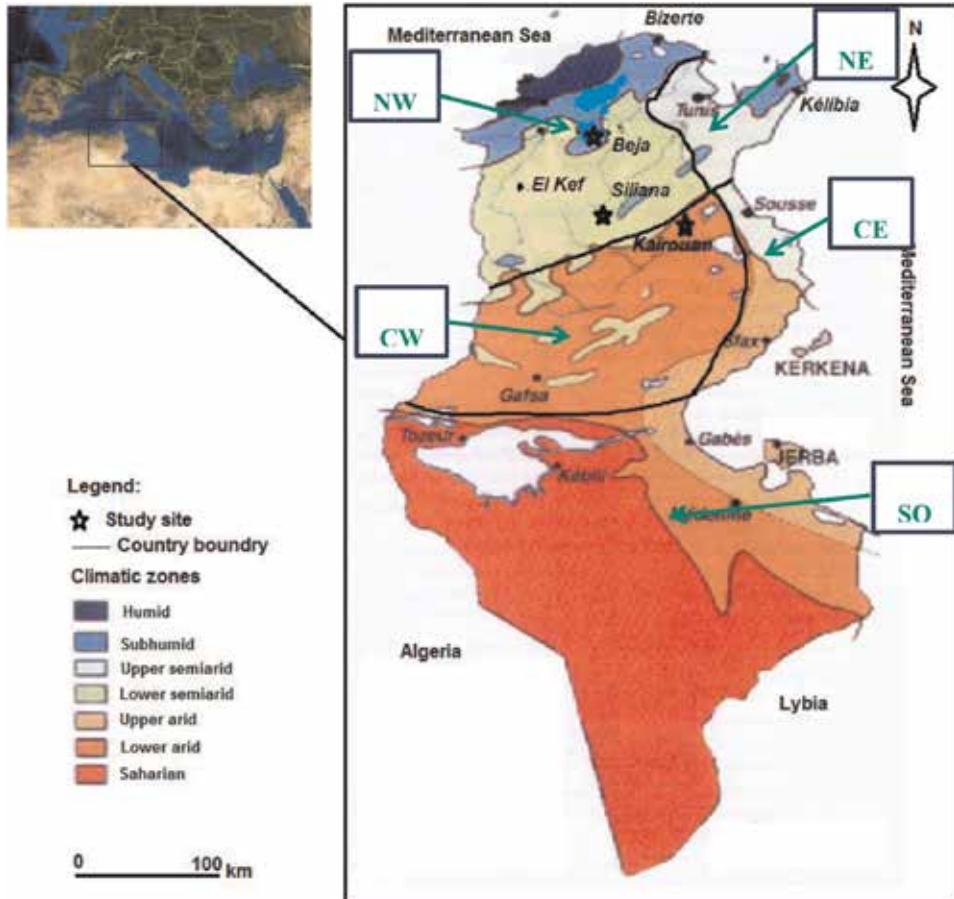 Mediterranean Sea
Bizerte
N
NE
NW
Tunis
Kélibia
Beja
El Kef
Siliana
Sousse
CE
Kairouan
Mediterranean Sea
CW
Sfax
KERKENA
Gafsa
Tozeur
Gabès
JERBA
Kébili
SO
Legend:
Study site
Country boundry
Climatic zones
Humid
Subhumid
Upper semiarid
Lower semiarid
Upper arid
Lower arid
Saharian
Algeria
Lybia
0 100 km